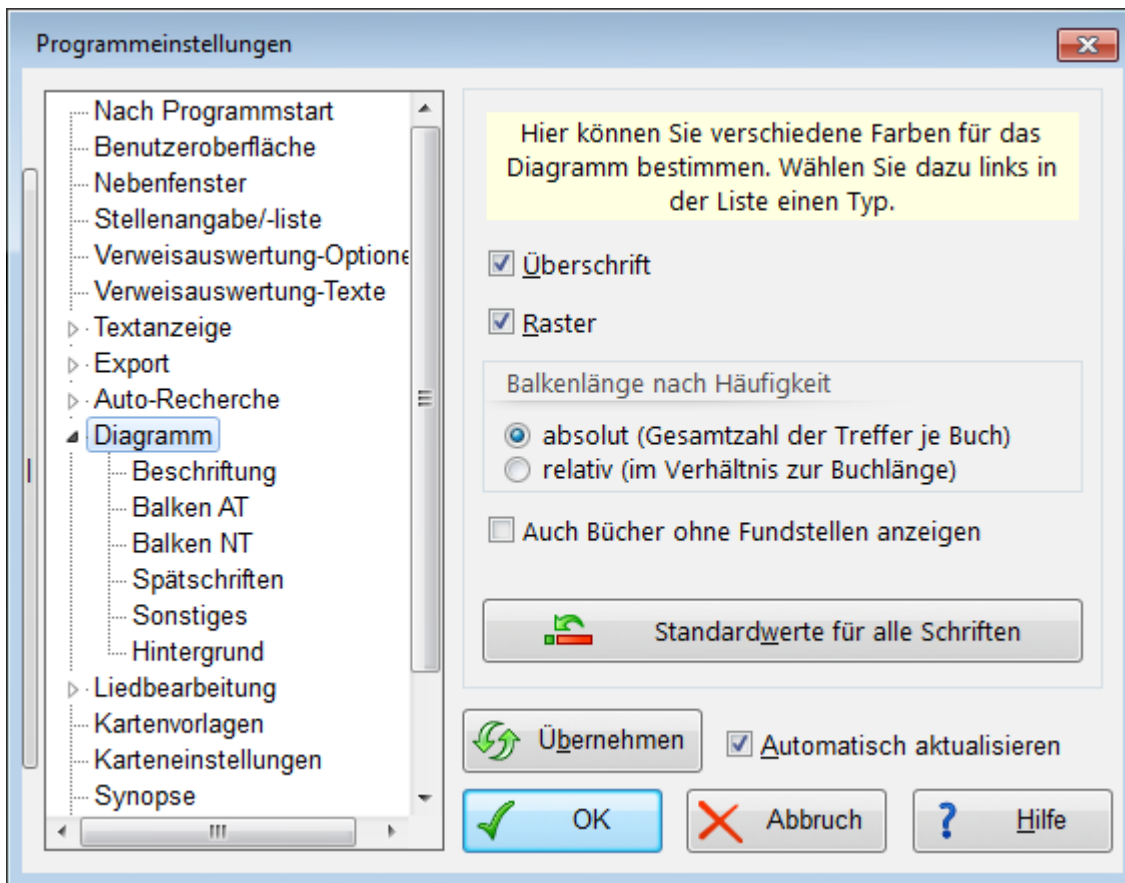 Programmeinstellungen
Nach Programmstart
Benutzeroberfläche
Nebenfenster
Stellenangabe/-liste
Verweisauswertung-Optione
Verweisauswertung-Texte
Textanzeige
Export
Auto-Recherche
Diagramm
Beschriftung
Balken AT
Balken NT
Spätschriften
Sonstiges
Hintergrund
Liedbearbeitung
Kartenvorlagen
Karteneinstellungen
Synopse
Hier können Sie verschiedene Farben für das
Diagramm bestimmen. Wählen Sie dazu links in
der Liste einen Typ.
Überschrift
Raster
Balkenlänge nach Häufigkeit
absolut (Gesamtzahl der Treffer je Buch)
relativ (im Verhältnis zur Buchlänge)
Auch Bücher ohne Fundstellen anzeigen
Standardwerte für alle Schriften
Übernehmen
Automatisch aktualisieren
OK
Abbruch
Hilfe